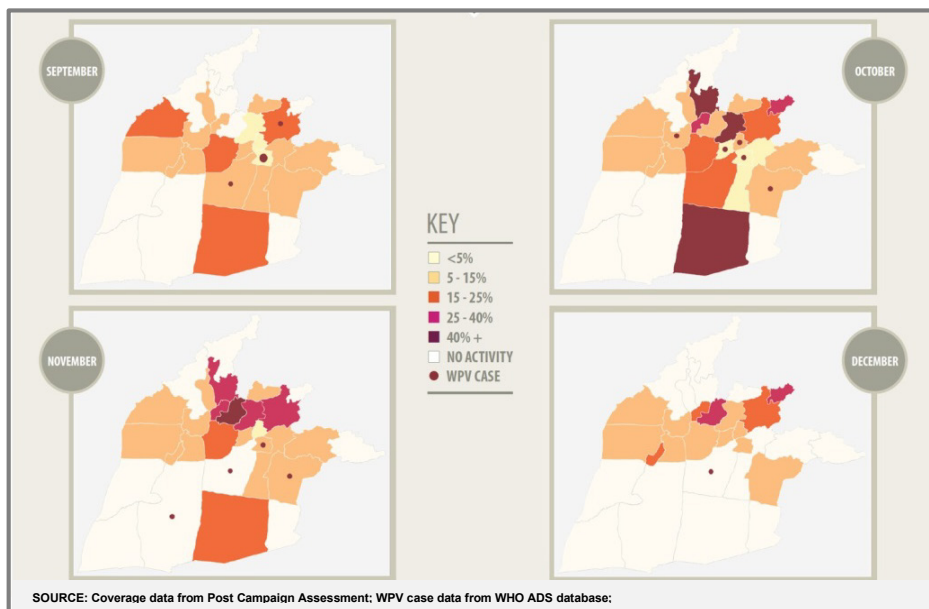 SEPTEMBER
OCTOBER
KEY
<5%
5 - 15%
15 - 25%
25 - 40%
40% +
NO ACTIVITY
WPV CASE
NOVEMBER
DECEMBER
SOURCE: Coverage data from Post Campaign Assessment; WPV case data from WHO ADS database;